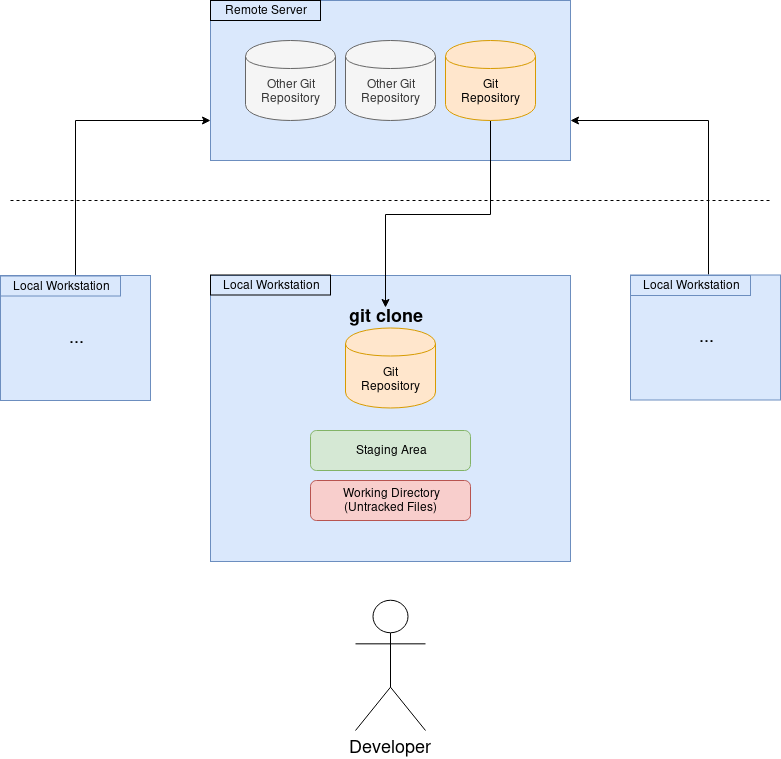 Remote Server
Other Git
Repository
Other Git
Repository
Git
Repository
Local Workstation
...
Local Workstation
git clone
Git
Repository
Staging Area
Working Directory
(Untracked Files)
Local Workstation
...
Developer